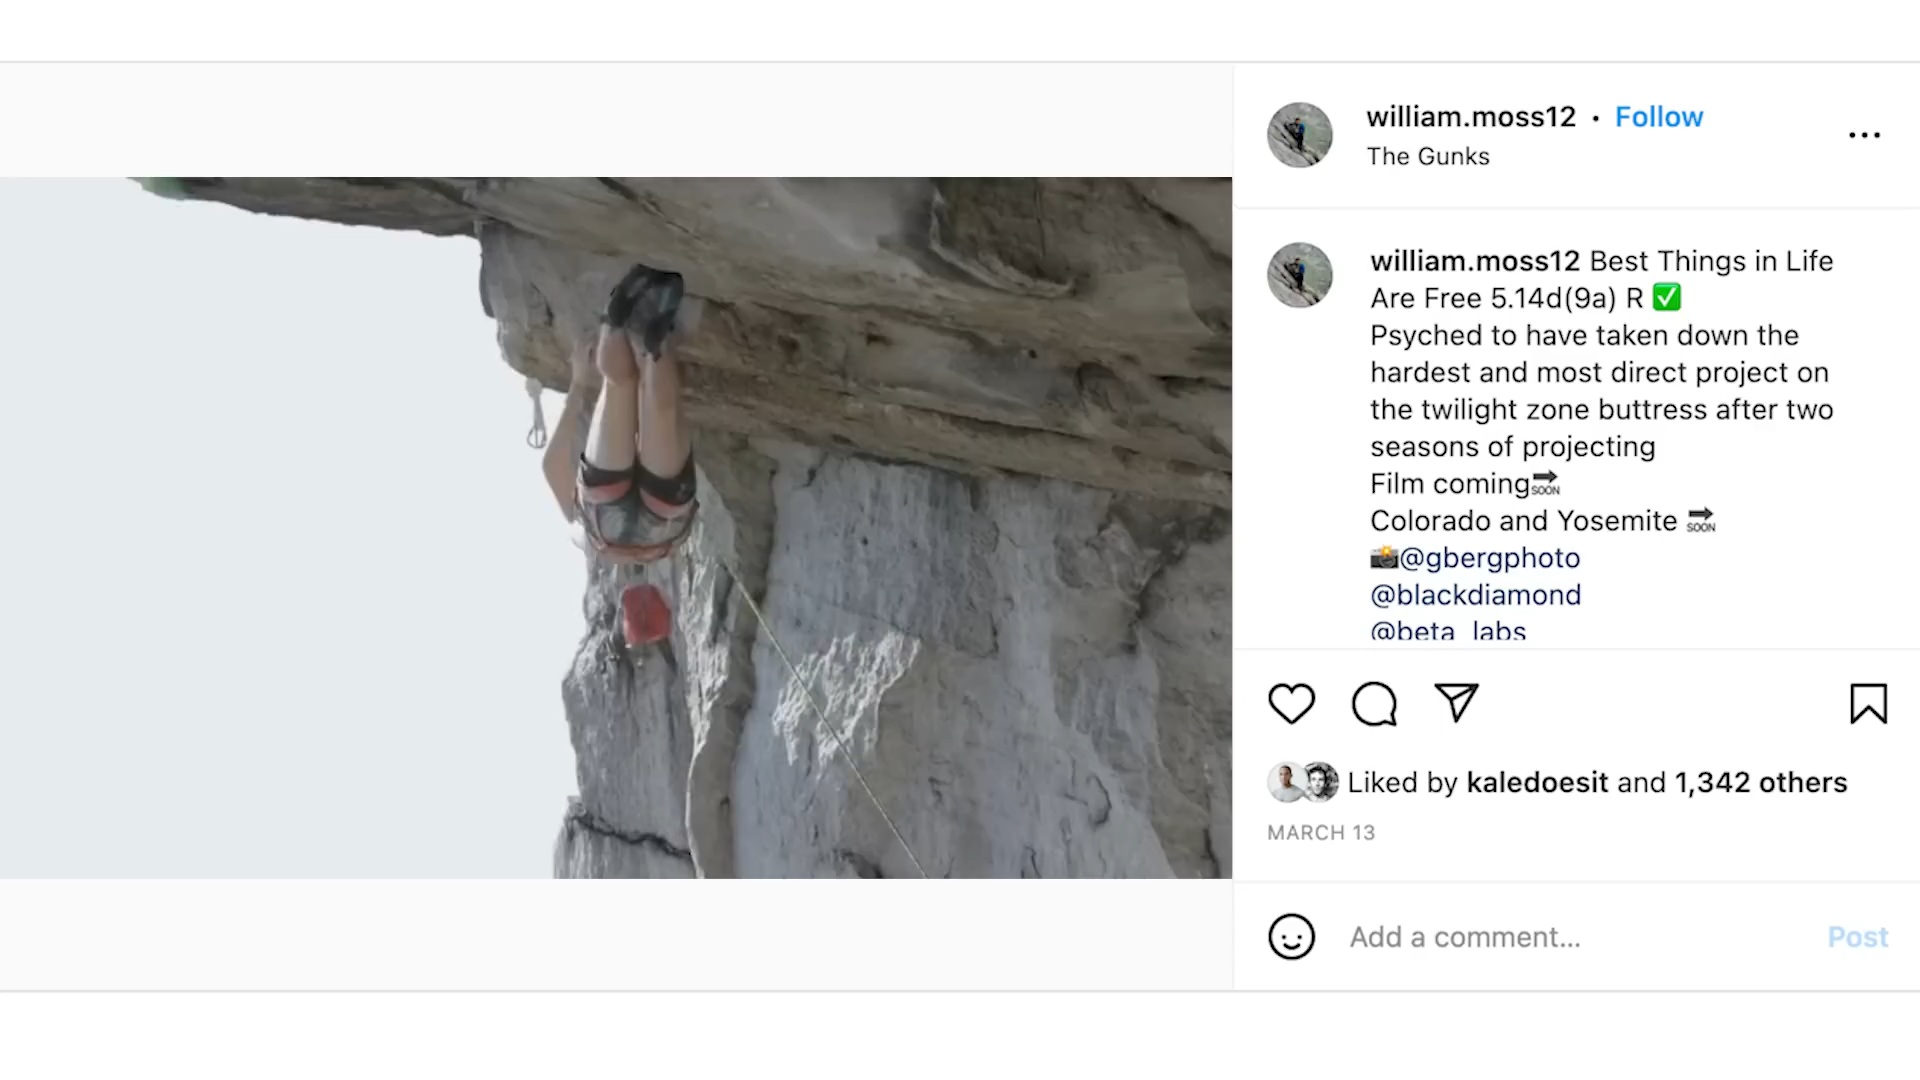 william.moss12 • Follow
The Gunks
william.moss12 Best Things in Life
Are Free 5.14d(9a) R ✅
Psyched to have taken down the
hardest and most direct project on
the twilight zone buttress after two
seasons of projecting
Film coming🔜
Colorado and Yosemite 🔜
📸@gbergphoto
@blackdiamond
@beta_labs
Liked by kaledoesit and 1,342 others
MARCH 13
Add a comment...
Post